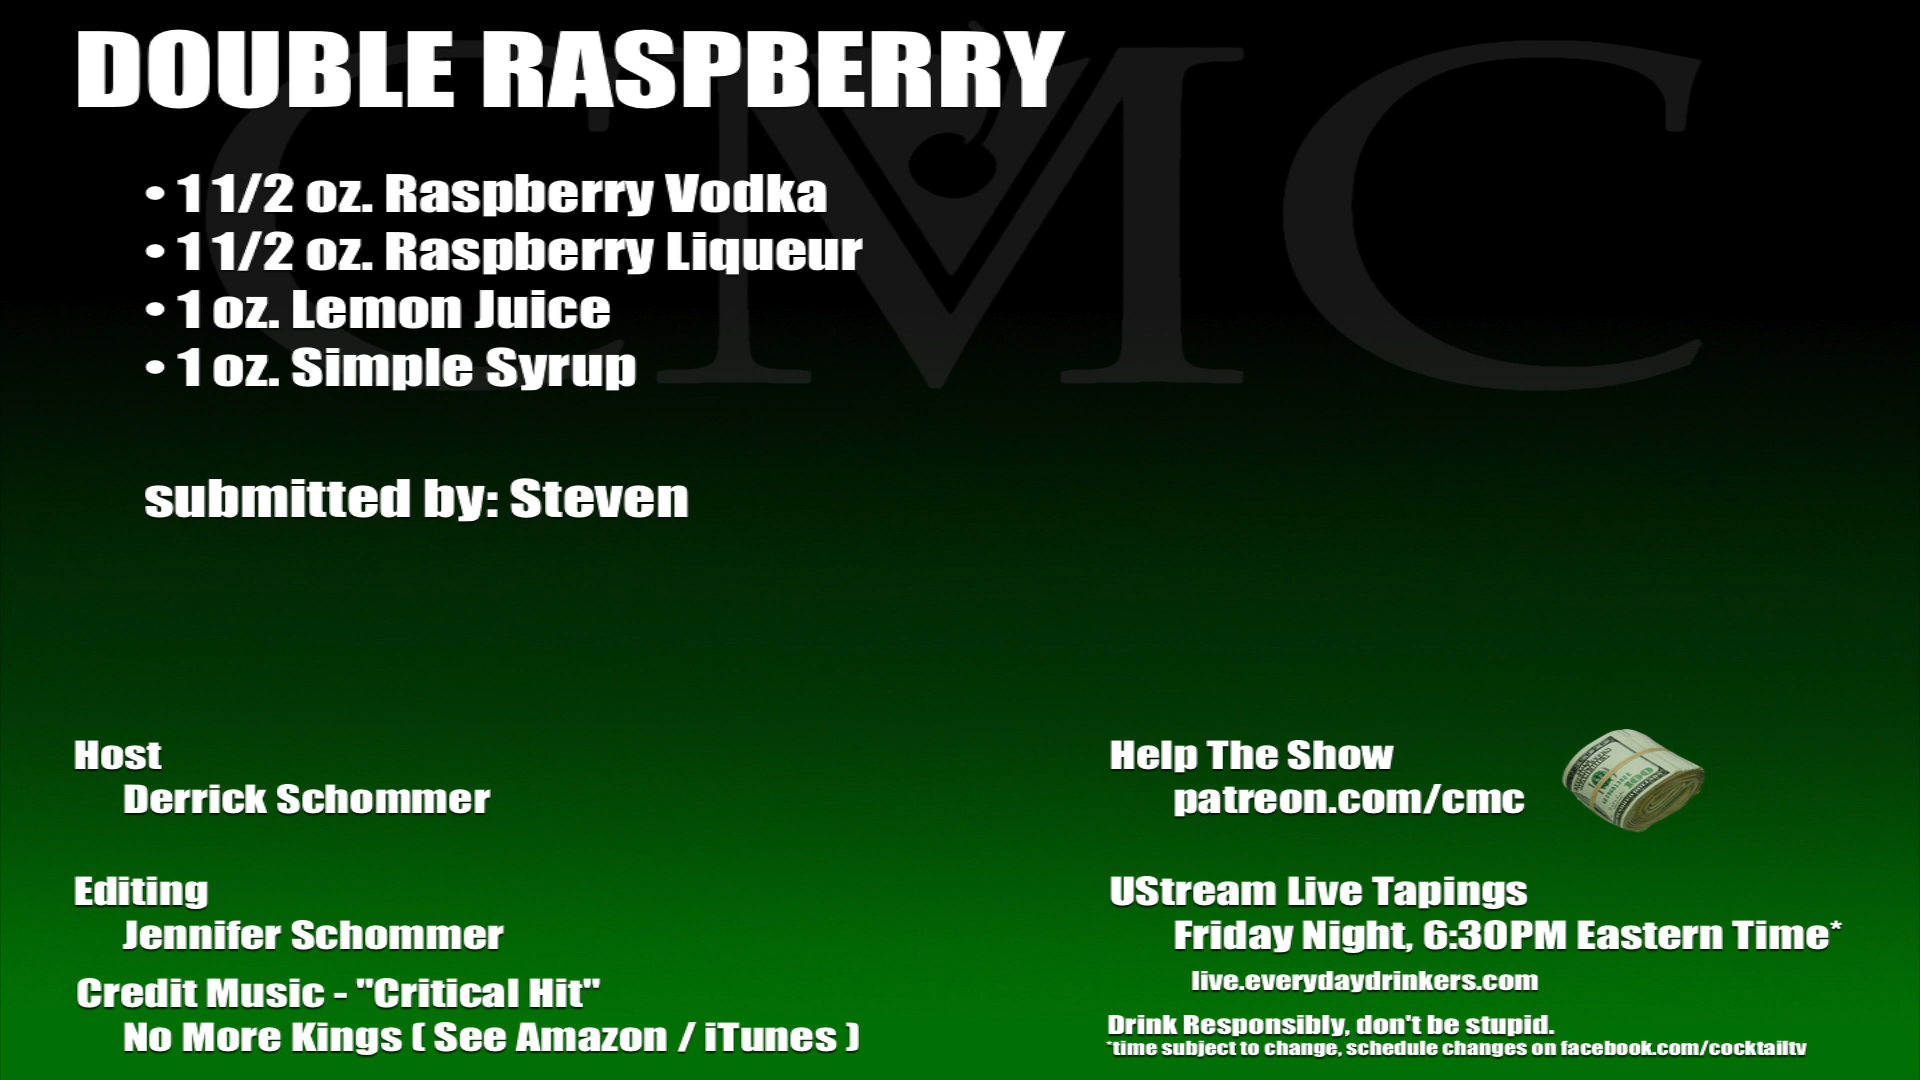 DOUBLE RASPBERRY
CMC
• 1 1/2 oz. Raspberry Vodka
• 1 1/2 oz. Raspberry Liqueur
• 1 oz. Lemon Juice
• 1 oz. Simple Syrup
submitted by: Steven
Host
Derrick Schommer
Editing
Jennifer Schommer
Credit Music - "Critical Hit"
No More Kings ( See Amazon / iTunes )
Help The Show
patreon.com/cmc
100
UStream Live Tapings
Friday Night, 6:30PM Eastern Time*
live.everydaydrinkers.com
Drink Responsibly, don't be stupid.
*time subject to change, schedule changes on facebook.com/cocktailtv